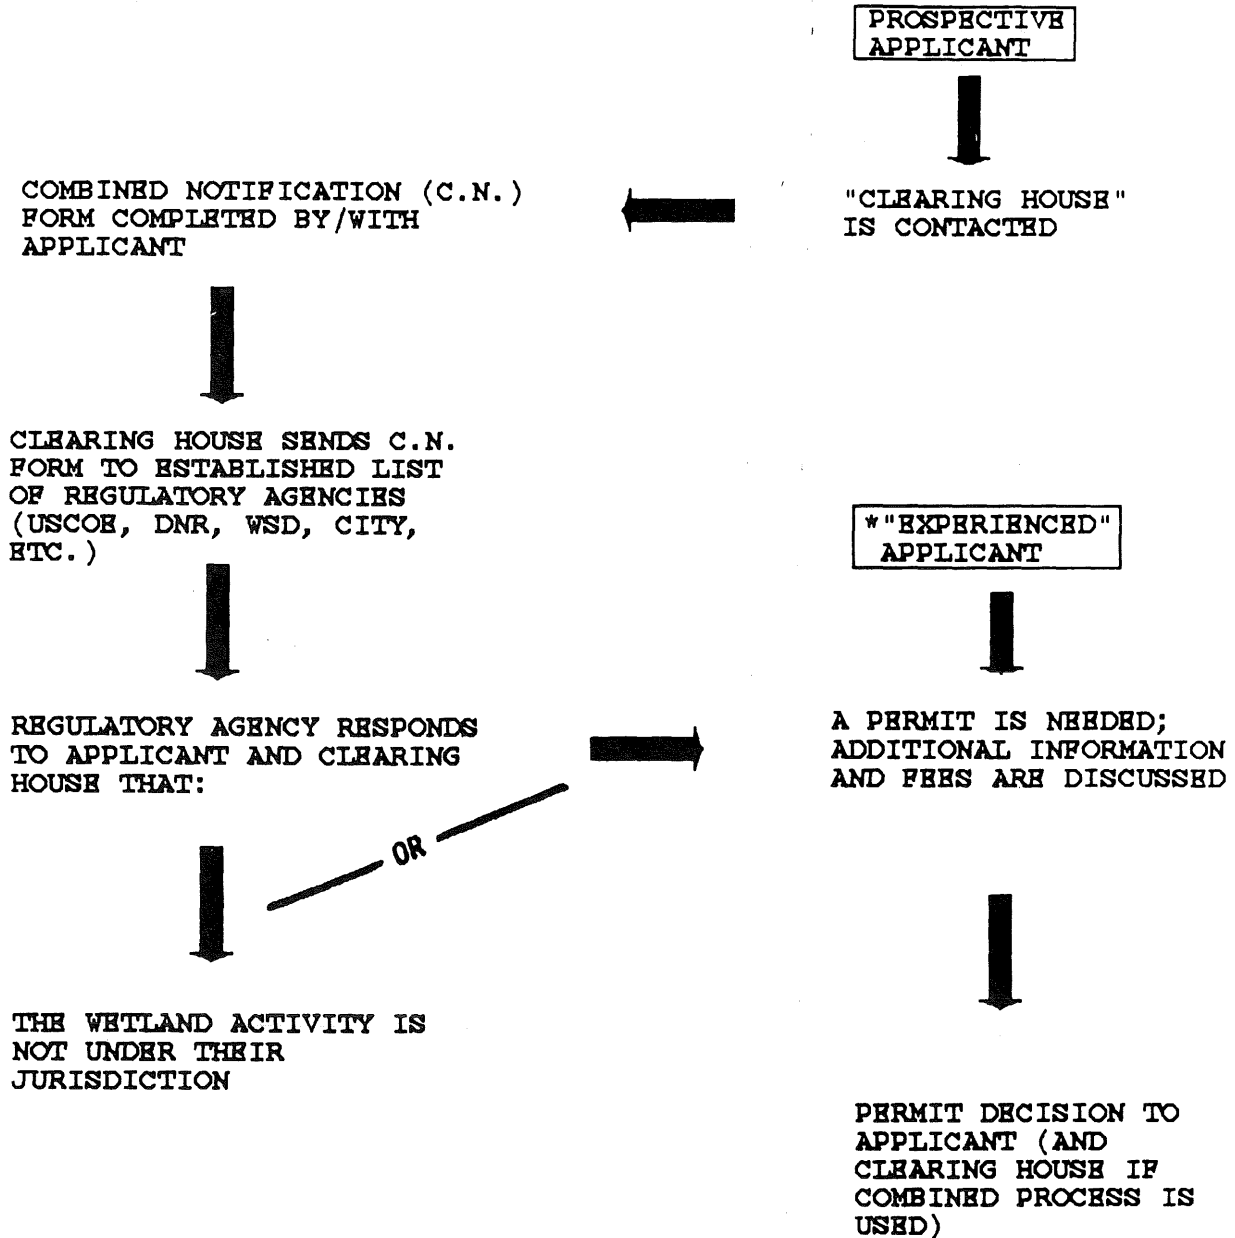 PROSPECTIVE
APPLICANT
"CLEARING HOUSE"
IS CONTACTED
COMBINED NOTIFICATION (C.N.)
FORM COMPLETED BY/WITH
APPLICANT
CLEARING HOUSE SENDS C.N.
FORM TO ESTABLISHED LIST
OF REGULATORY AGENCIES
(USCOE, DNR, WSD, CITY,
ETC.)
REGULATORY AGENCY RESPONDS
TO APPLICANT AND CLEARING
HOUSE THAT:
OR
THE WETLAND ACTIVITY IS
NOT UNDER THEIR
JURISDICTION
*"EXPERIENCED"
APPLICANT
A PERMIT IS NEEDED;
ADDITIONAL INFORMATION
AND FEES ARE DISCUSSED
PERMIT DECISION TO
APPLICANT (AND
CLEARING HOUSE IF
COMBINED PROCESS IS
USED)